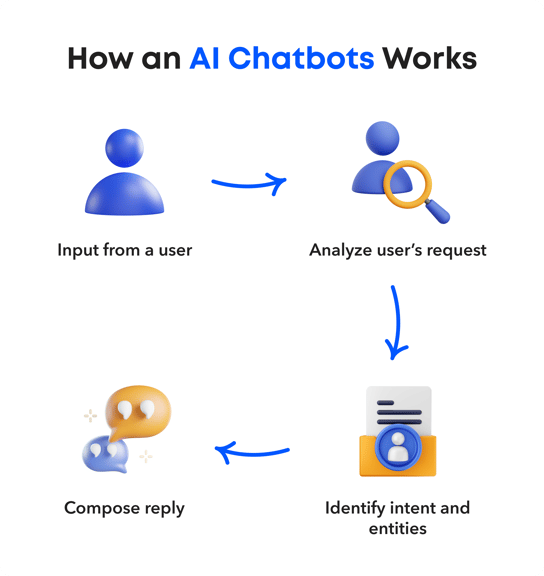 How an AI Chatbots Works
Input from a user
Analyze user's request
Identify intent and
entities
Compose reply